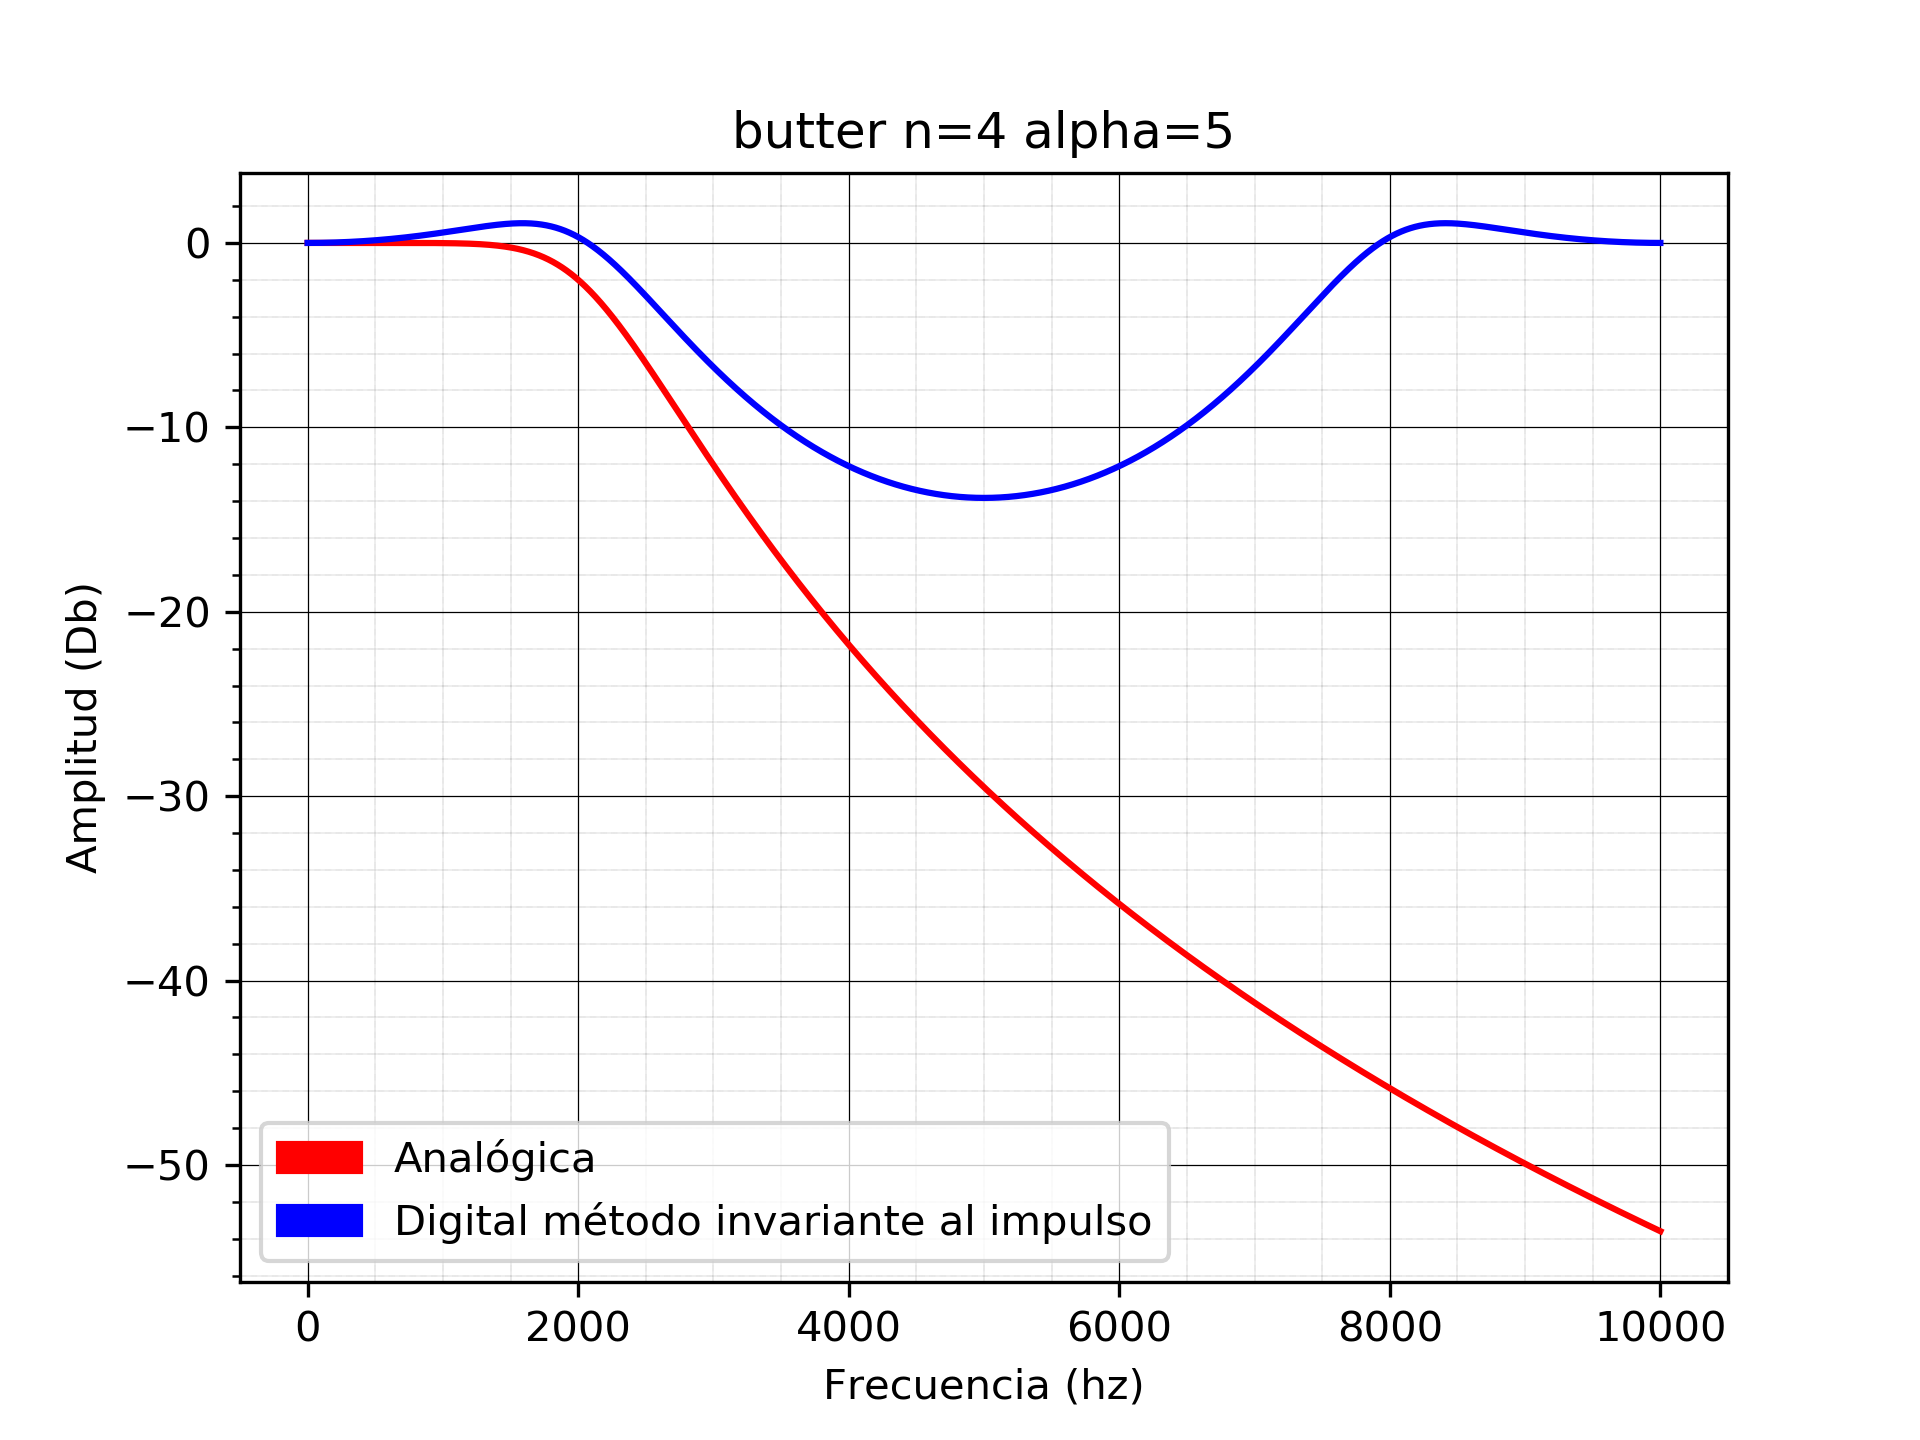 butter n=4 alpha=5
Amplitud (Db)
0
−10
−20
−30
−40
−50
Analógica
Digital método invariante al impulso
0 2000 4000 6000 8000 10000
Frecuencia (hz)